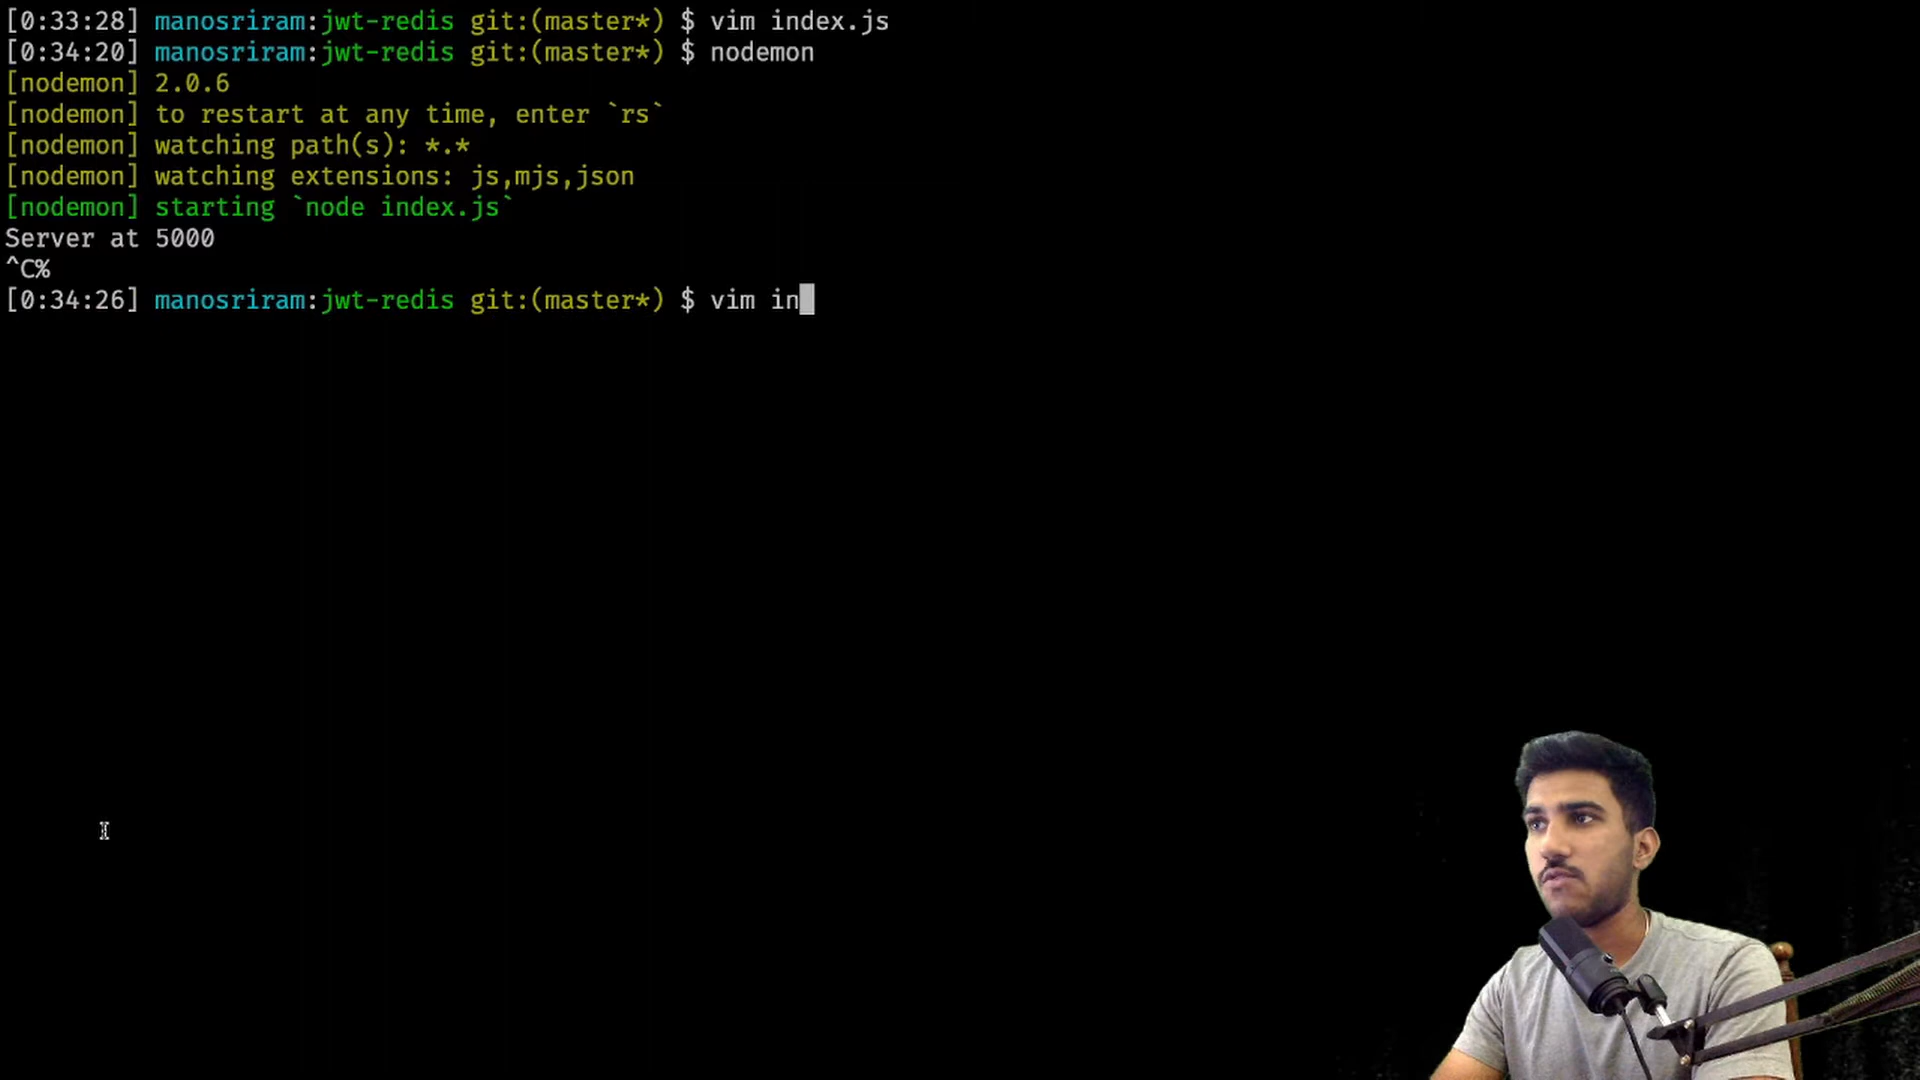 [0:33:28] manosriram:jwt-redis git:(master*) $ vim index.js
[0:34:20] manosriram:jwt-redis git:(master*) $ nodemon
[nodemon] 2.0.6
[nodemon] to restart at any time, enter `rs`
[nodemon] watching path(s): *.*
[nodemon] watching extensions: js,mjs,json
[nodemon] starting `node index.js`
Server at 5000
^C%
[0:34:26] manosriram:jwt-redis git:(master*) $ vim in